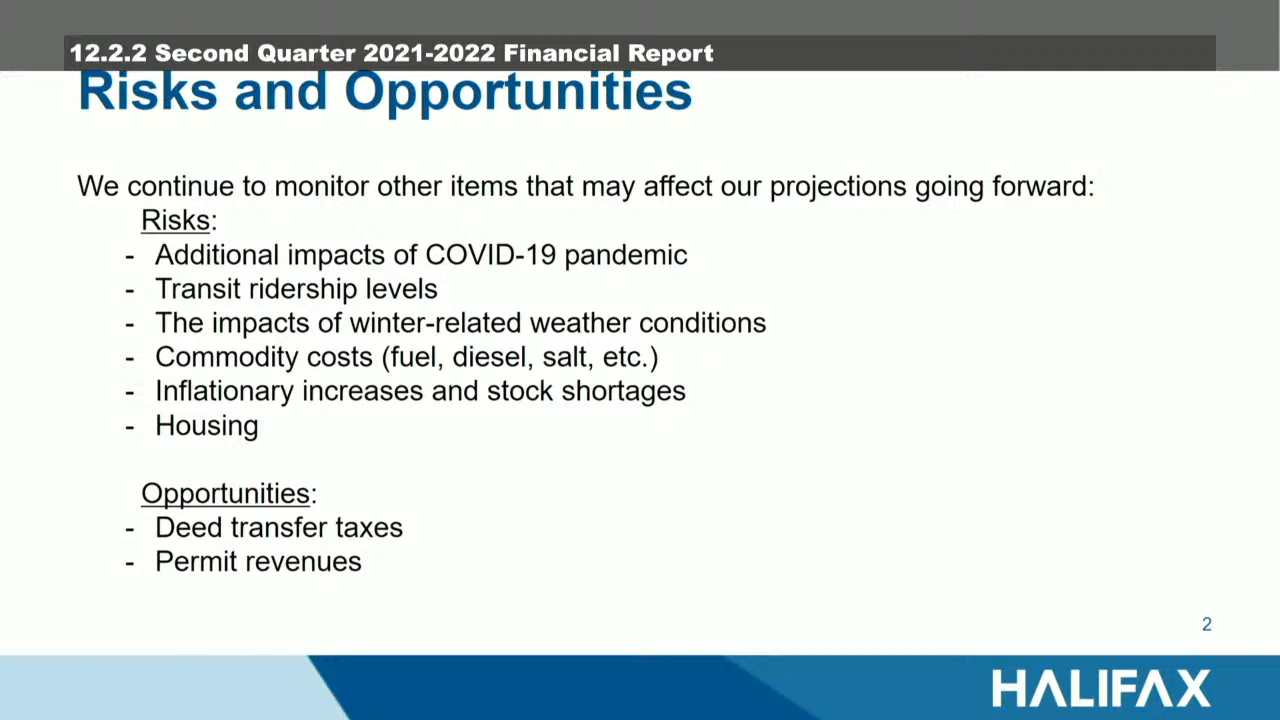 12.2.2 Second Quarter 2021-2022 Financial Report
Risks and Opportunities
We continue to monitor other items that may affect our projections going forward:
Risks:
- Additional impacts of COVID-19 pandemic
- Transit ridership levels
- The impacts of winter-related weather conditions
- Commodity costs (fuel, diesel, salt, etc.)
- Inflationary increases and stock shortages
- Housing
Opportunities:
- Deed transfer taxes
- Permit revenues
2
HALIFAX